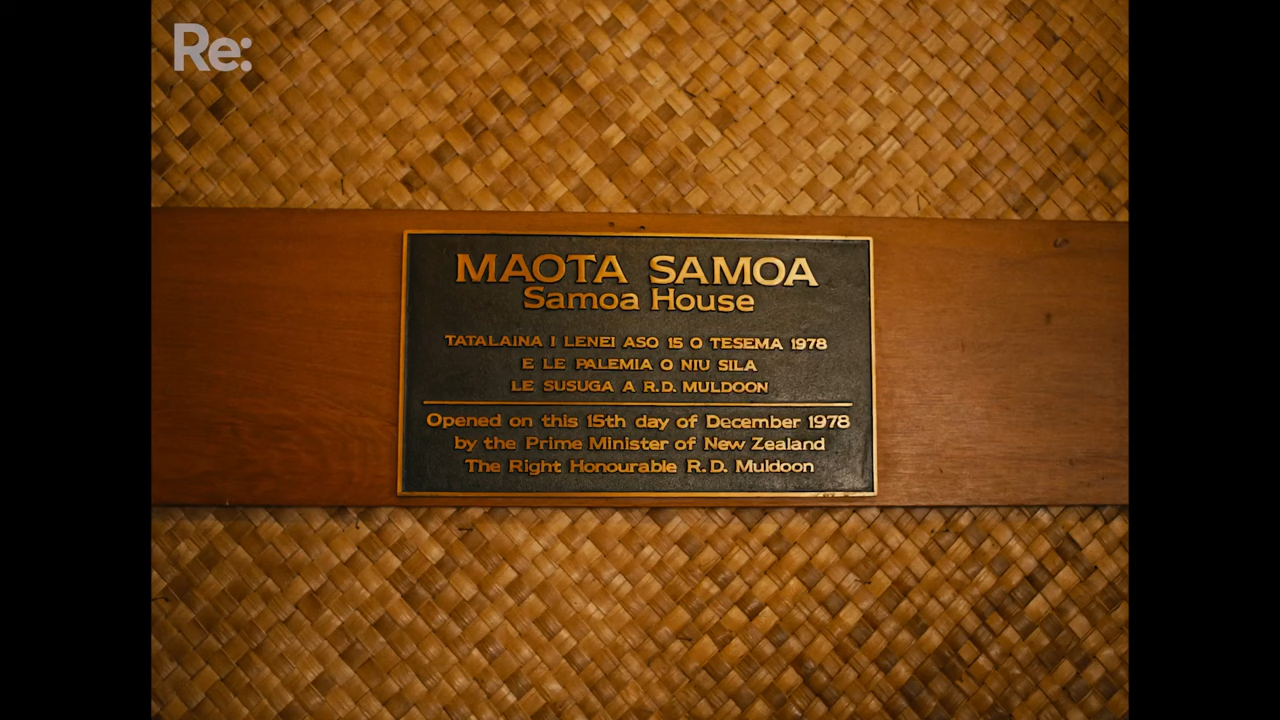 Re:
MAOTA SAMOA
Samoa House
TATALAINA I LENEI ASO 15 O TESEMA 1978
E LE PALEMIA O NIU SILA
LE SUSUGA A R.D. MULDOON
Opened on this 15th day of December 1978
by the Prime Minister of New Zealand
The Right Honourable R.D. Muldoon